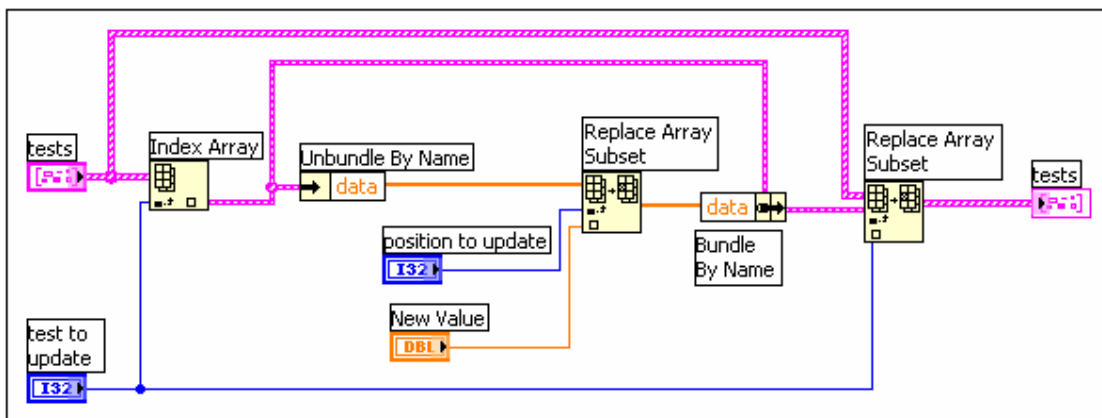 tests
Index Array
Unbundle By Name
data
Replace Array
Subset
position to update
I32
New Value
DBL
data
Bundle
By Name
Replace Array
Subset
tests
test to
update
I32